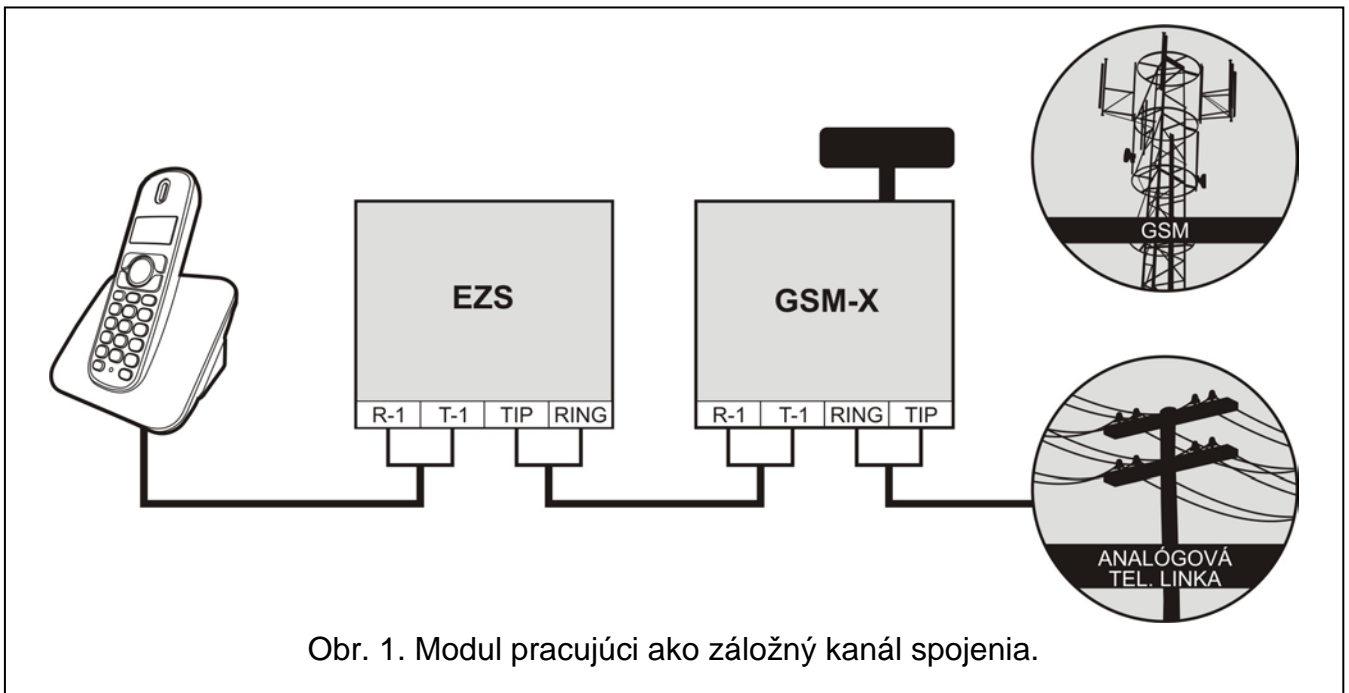 GSM
EZS
GSM-X
R-1 T-1 TIP RING
R-1 T-1 RING TIP
ANALÓGOVÁ
TEL. LINKA
Obr. 1. Modul pracujúci ako záložný kanál spojenia.